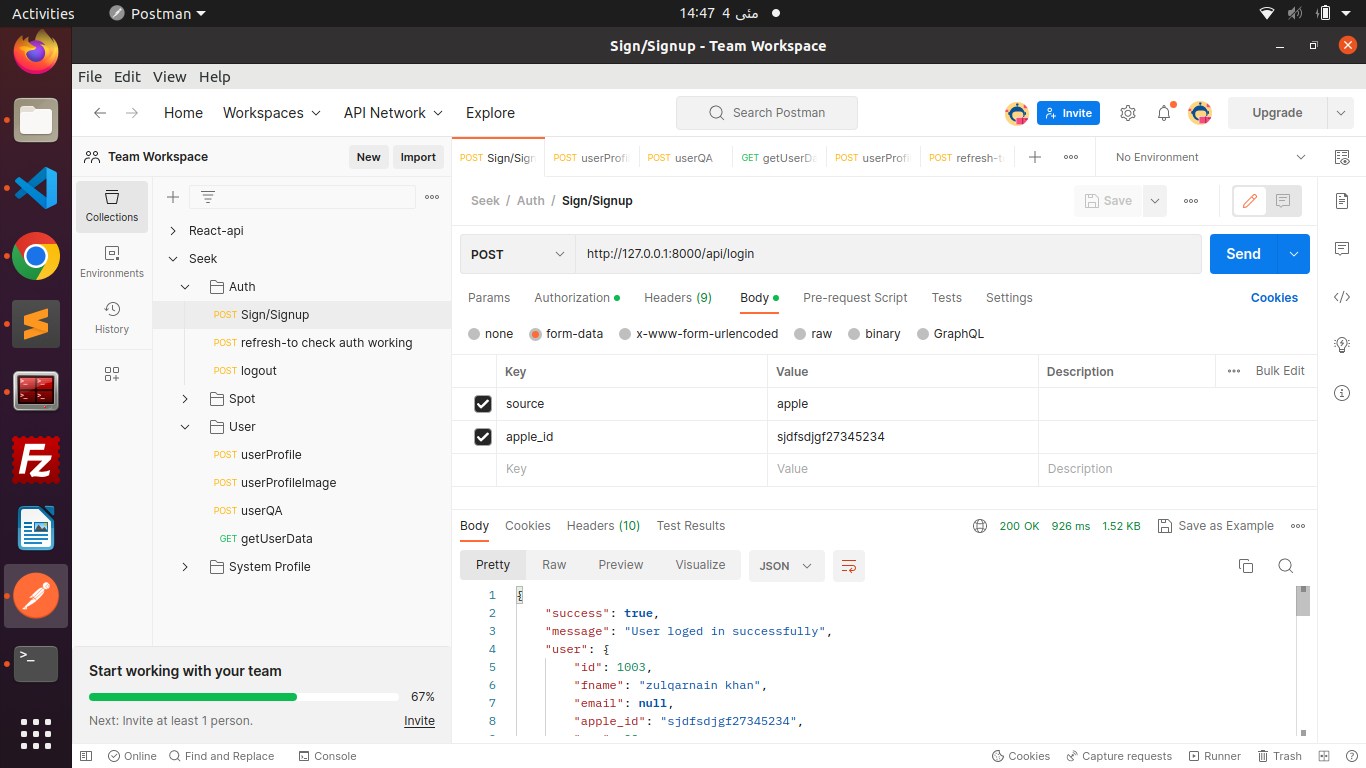 Activities Postman 14:47 4 مئی
Sign/Signup - Team Workspace
File Edit View Help
Home Workspaces API Network Explore Search Postman Invite Upgrade
Team Workspace New Import POST Sign/Sign POST userProfi POST userQA GET getUserDa POST userProfi POST refresh-t No Environment
Collections
Environments
History
React-api
Seek
Auth
POST Sign/Signup
POST refresh-to check auth working
POST logout
Spot
User
POST userProfile
POST userProfileImage
POST userQA
GET getUserData
System Profile
Start working with your team
67%
Next: Invite at least 1 person. Invite
Seek / Auth / Sign/Signup Save
POST http://127.0.0.1:8000/api/login Send
Params Authorization Headers (9) Body Pre-request Script Tests Settings Cookies
none form-data x-www-form-urlencoded raw binary GraphQL
Key Value Description Bulk Edit
source apple
apple_id sjdfsdjgf27345234
Key Value Description
Body Cookies Headers (10) Test Results 200 OK 926 ms 1.52 KB Save as Example
Pretty Raw Preview Visualize JSON
1 {
2 "success": true,
3 "message": "User loged in successfully",
4 "user": {
5 "id": 1003,
6 "fname": "zulqarnain khan",
7 "email": null,
8 "apple_id": "sjdfsdjgf27345234",
Online Find and Replace Console Cookies Capture requests Runner Trash